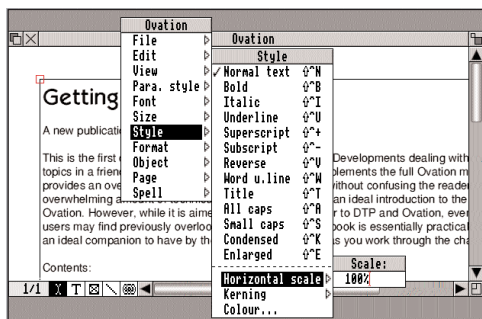 Ovation
Ovation
File
Edit
View
Para. style
Font
Size
Style
Format
Object
Page
Spell
Style
✓ Normal text ⇧^N
Bold ⇧^B
Italic ⇧^I
Underline ⇧^U
Superscript ⇧^+
Subscript ⇧^-
Reverse ⇧^V
Word u.line ⇧^W
Title ⇧^T
All caps ⇧^A
Small caps ⇧^S
Condensed ⇧^K
Enlarged ⇧^E
Horizontal scale
Kerning
Colour...
Scale:
100%
Getting
A new publicati
This is the first Developments dealing with
topics in a friend plements the full Ovation m
provides an ove ithout confusing the reader
overwhelming an ideal introduction to the
Ovation. However, while it is aime r to DTP and Ovation, ever
users may find previously overloo book is essentially practical
an ideal companion to have by th s you work through the cha
Contents:
1/1 T